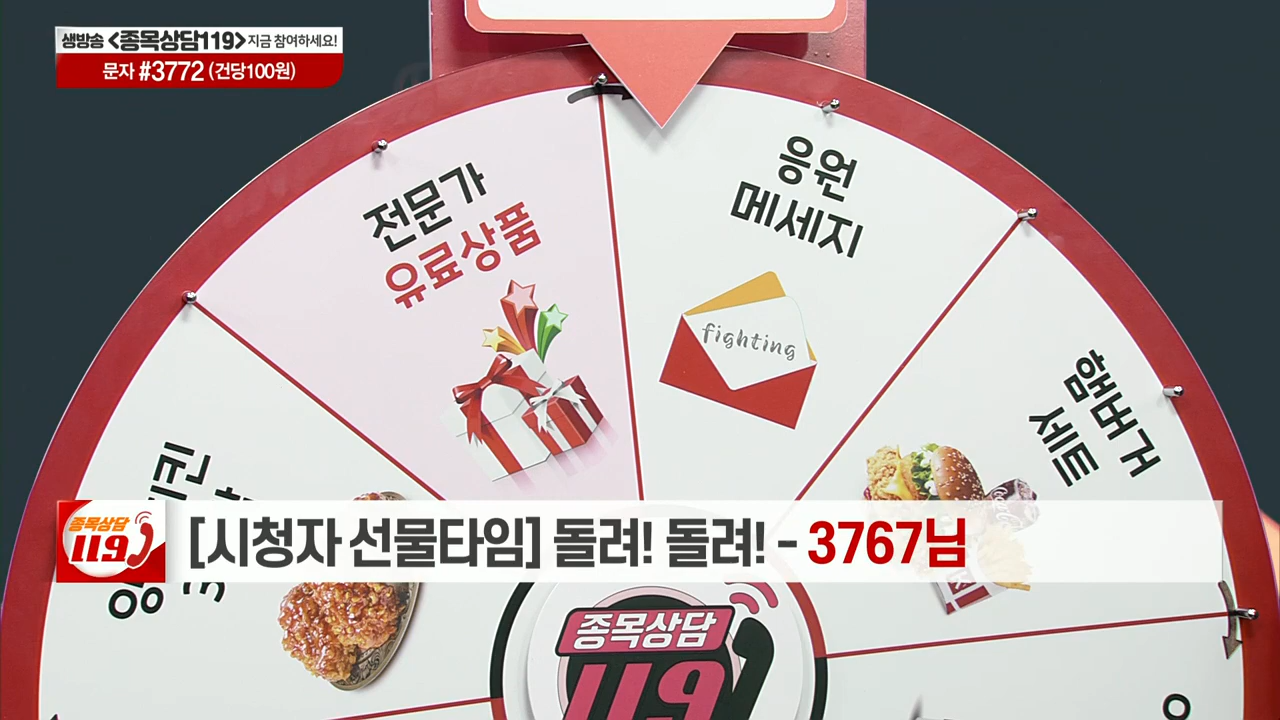 생방송 <종목상담119> 지금 참여하세요!
문자 #3772 (건당100원)
전문가
유료상품
응원
메세지
fighting
햄버거
세트
[시청자 선물타임] 돌려! 돌려! - 3767님
종목상담
119
종목상담
119